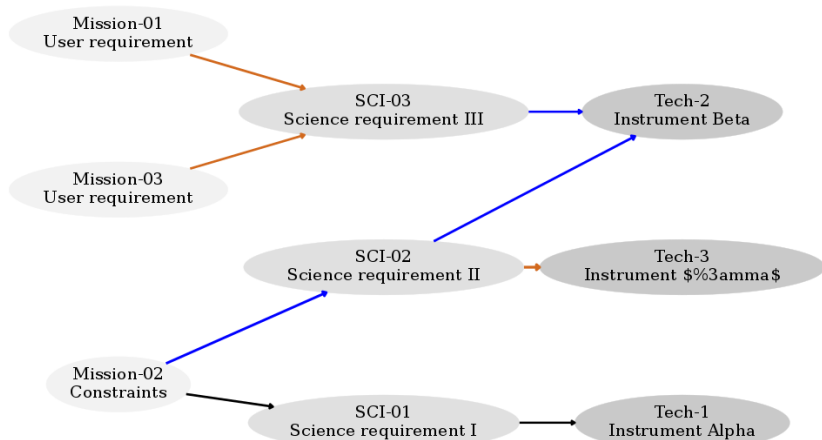 Mission-01
User requirement
SCI-03
Science requirement III
Tech-2
Instrument Beta
Mission-03
User requirement
SCI-02
Science requirement II
Tech-3
Instrument $%3amma$
Mission-02
Constraints
SCI-01
Science requirement I
Tech-1
Instrument Alpha